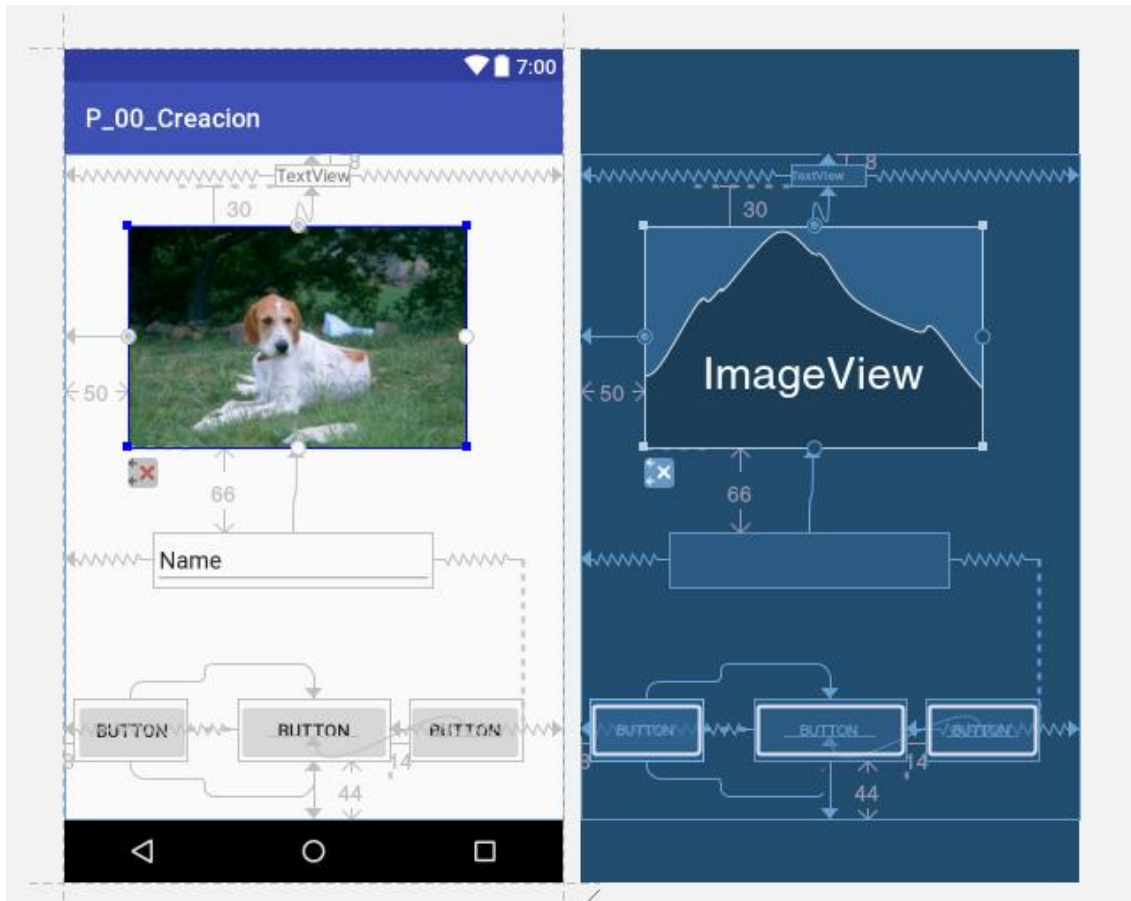 7:00
P_00_Creacion
8
8
TextView
TextView
30
30
ImageView
50
50
66
66
Name
BUTTON
BUTTON
BUTTON
BUTTON
BUTTON
BUTTON
14
14
44
44